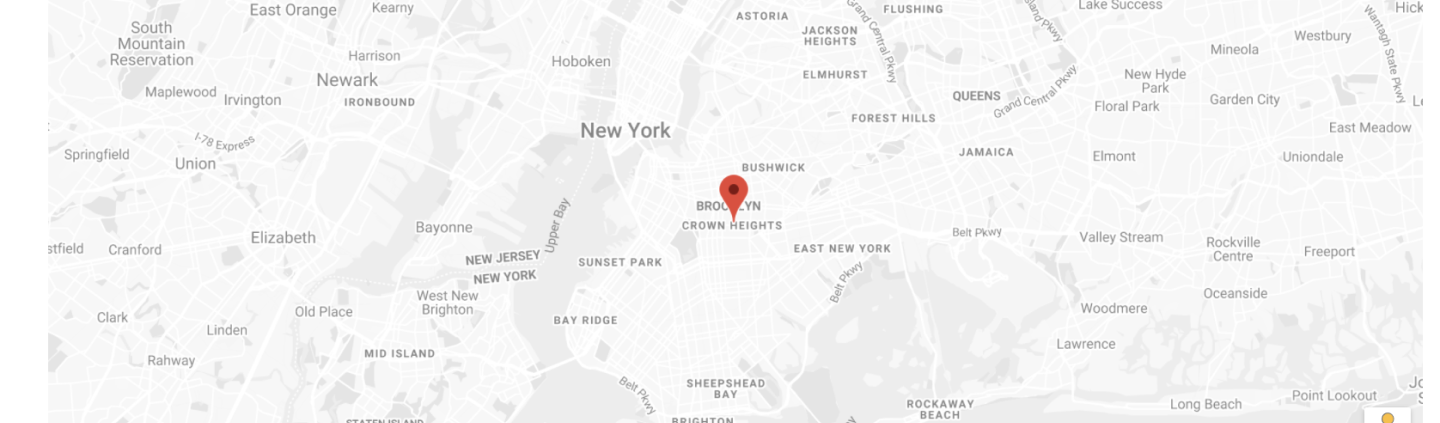 East Orange
Kearny
ASTORIA
FLUSHING
Lake Success
South
Mountain
Reservation
JACKSON
HEIGHTS
Grand Central Pkwy
Wantagh State Pkwy
Westbury
Harrison
Hoboken
Mineola
Newark
ELMHURST
New Hyde
Park
Maplewood
Irvington
IRONBOUND
QUEENS
Grand Central Pkwy
Floral Park
Garden City
FOREST HILLS
New York
East Meadow
I-78 Express
Springfield
Union
JAMAICA
Elmont
Uniondale
BUSHWICK
CROWN HEIGHTS
Upper Bay
Bayonne
Elizabeth
Cranford
Belt Pkwy
Valley Stream
Rockville
Centre
Freeport
EAST NEW YORK
NEW JERSEY
NEW YORK
SUNSET PARK
Belt Pkwy
West New
Brighton
Oceanside
Woodmere
Old Place
Clark
Linden
BAY RIDGE
Lawrence
MID ISLAND
Rahway
Belt Pkwy
SHEEPSHEAD
BAY
Point Lookout
Long Beach
ROCKAWAY
BEACH
BRIGHTON
STATEN ISLAND